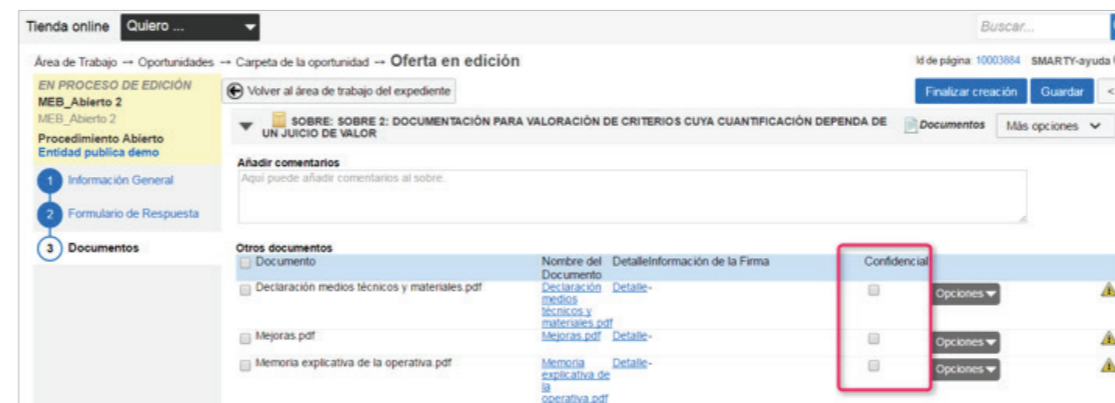 Tienda online Quiero ... Buscar...
Área de Trabajo → Oportunidades → Carpeta de la oportunidad → Oferta en edición Id de página: 10003884 SMARTY-ayuda
EN PROCESO DE EDICIÓN
MEB_Abierto 2
MEB_Abierto 2
Procedimiento Abierto
Entidad publica demo
1 Información General
2 Formulario de Respuesta
3 Documentos
Volver al área de trabajo del expediente Finalizar creación Guardar <
SOBRE: SOBRE 2: DOCUMENTACIÓN PARA VALORACIÓN DE CRITERIOS CUYA CUANTIFICACIÓN DEPENDA DE
UN JUICIO DE VALOR
Documentos Más opciones
Añadir comentarios
Aquí puede añadir comentarios al sobre.
Otros documentos
Documento Nombre del DetalleInformación de la Firma Confidencial
Documento
Declaración medios técnicos y materiales.pdf Declaración Detalle- Opciones
medios
técnicos y
materiales.pdf
Mejoras.pdf Mejoras.pdf Detalle- Opciones
Memoria explicativa de la operativa.pdf Memoria Detalle- Opciones
explicativa de
la
operativa.pdf